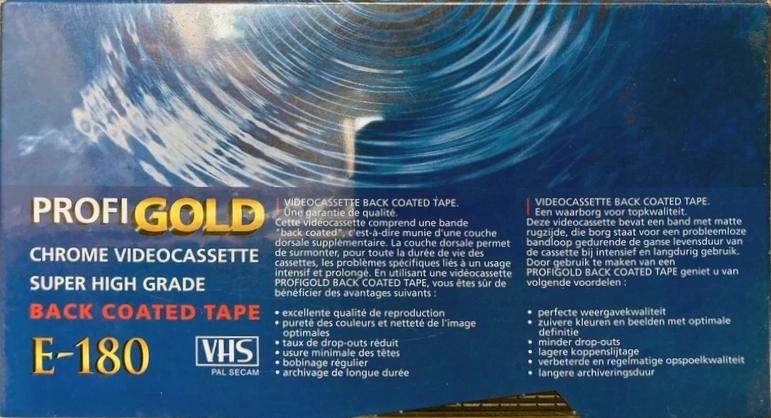 PROFI GOLD
CHROME VIDEOCASSETTE
SUPER HIGH GRADE
BACK COATED TAPE
E-180
VHS
PAL SECAM
VIDEOCASSETTE BACK COATED TAPE.
Une garantie de qualité.
Cette vidéocassette comprend une bande
"back coated", c'est-à-dire munie d'une couche
dorsale supplémentaire. La couche dorsale permet
de surmonter, pour toute la durée de vie des
cassettes, les problèmes spécifiques liés à un usage
intensif et prolongé. En utilisant une vidéocassette
PROFIGOLD BACK COATED TAPE, vous êtes sûr de
bénéficier des avantages suivants :
• excellente qualité de reproduction
• pureté des couleurs et netteté de l'image
optimales
• taux de drop-outs réduit
• usure minimale des têtes
• bobinage régulier
• archivage de longue durée
VIDEOCASSETTE BACK COATED TAPE.
Een waarborg voor topkwaliteit.
Deze videocassette bevat een band met matte
rugzijde, die borg staat voor een probleemloze
bandloop gedurende de ganse levensduur van
de cassette bij intensief en langdurig gebruik.
Door gebruik te maken van een
PROFIGOLD BACK COATED TAPE geniet u van
volgende voordelen :
• perfecte weergavekwaliteit
• zuivere kleuren en beelden met optimale
definitie
• minder drop-outs
• lagere koppenslijtage
• verbeterde en regelmatige opspoelkwaliteit
• langere archiveringsduur